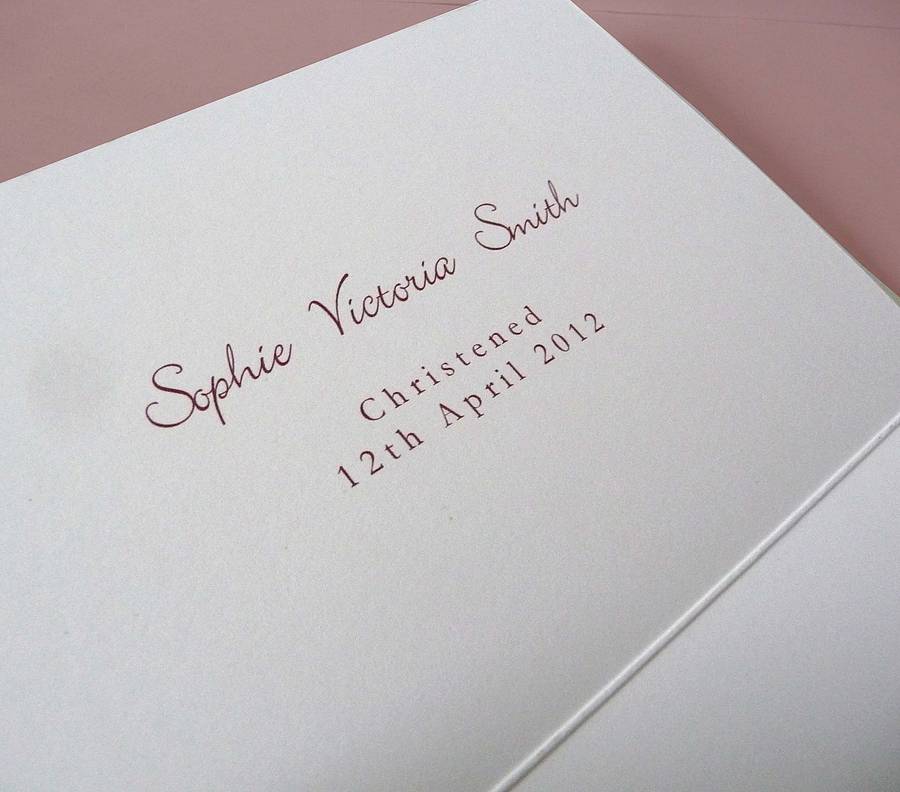 Sophie Victoria Smith
Christened
12th April 2012